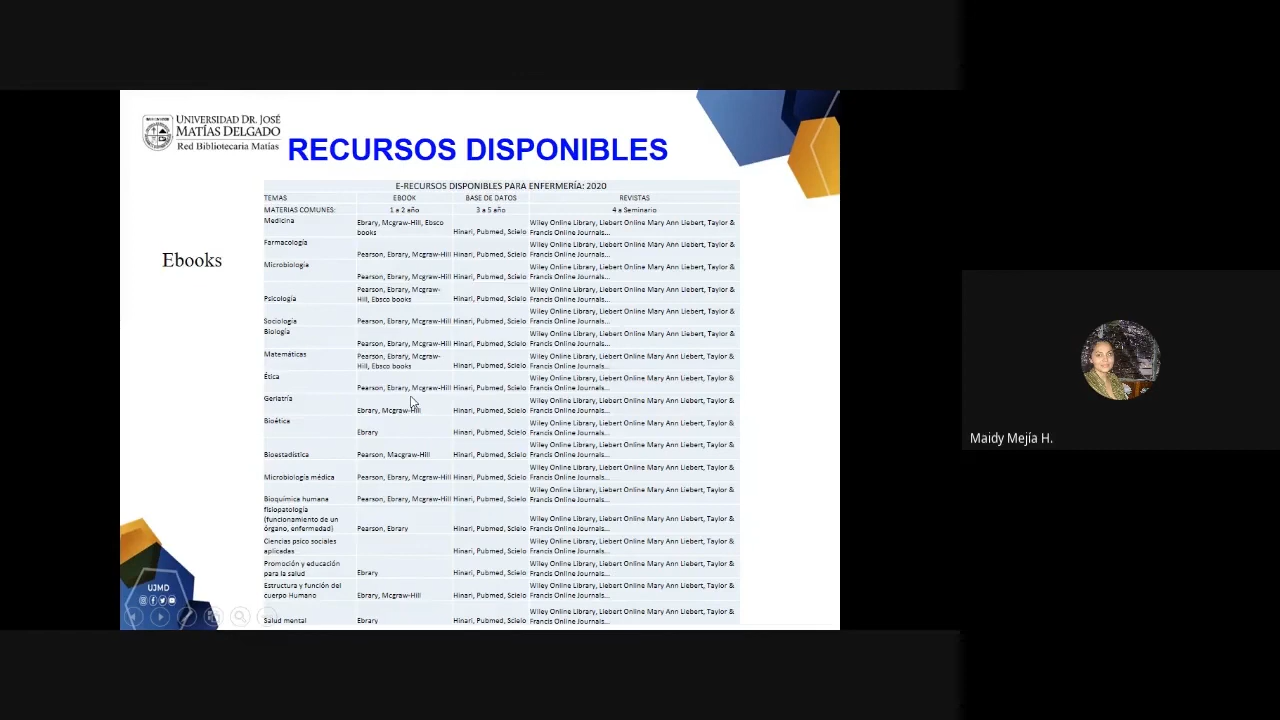 UNIVERSIDAD DR. JOSÉ
MATÍAS DELGADO
Red Bibliotecaria Matías
RECURSOS DISPONIBLES
Ebooks
E-RECURSOS DISPONIBLES PARA ENFERMERÍA: 2020
TEMAS EBOOK BASE DE DATOS REVISTAS
MATERIAS COMUNES: 1 a 2 año 3 a 5 año 4 a Seminario
Medicina Ebrary, Mcgraw-Hill, Ebsco Wiley Online Library, Liebert Online Mary Ann Liebert, Taylor &
books Hinari, Pubmed, Scielo Francis Online Journals...
Farmacología Wiley Online Library, Liebert Online Mary Ann Liebert, Taylor &
Pearson, Ebrary, Mcgraw-Hill Hinari, Pubmed, Scielo Francis Online Journals...
Microbiología Wiley Online Library, Liebert Online Mary Ann Liebert, Taylor &
Pearson, Ebrary, Mcgraw-Hill Hinari, Pubmed, Scielo Francis Online Journals...
Pearson, Ebrary, Mcgraw- Wiley Online Library, Liebert Online Mary Ann Liebert, Taylor &
Psicología Hill, Ebsco books Hinari, Pubmed, Scielo Francis Online Journals...
Wiley Online Library, Liebert Online Mary Ann Liebert, Taylor &
Sociología Pearson, Ebrary, Mcgraw-Hill Hinari, Pubmed, Scielo Francis Online Journals...
Biología Wiley Online Library, Liebert Online Mary Ann Liebert, Taylor &
Pearson, Ebrary, Mcgraw-Hill Hinari, Pubmed, Scielo Francis Online Journals...
Matemáticas Pearson, Ebrary, Mcgraw- Wiley Online Library, Liebert Online Mary Ann Liebert, Taylor &
Hill, Ebsco books Hinari, Pubmed, Scielo Francis Online Journals...
Ética Wiley Online Library, Liebert Online Mary Ann Liebert, Taylor &
Pearson, Ebrary, Mcgraw-Hill Hinari, Pubmed, Scielo Francis Online Journals...
Geriatría Wiley Online Library, Liebert Online Mary Ann Liebert, Taylor &
Ebrary, Mcgraw-Hill Hinari, Pubmed, Scielo Francis Online Journals...
Bioética Wiley Online Library, Liebert Online Mary Ann Liebert, Taylor &
Ebrary Hinari, Pubmed, Scielo Francis Online Journals...
Wiley Online Library, Liebert Online Mary Ann Liebert, Taylor &
Bioestadística Pearson, Macgraw-Hill Hinari, Pubmed, Scielo Francis Online Journals...
Wiley Online Library, Liebert Online Mary Ann Liebert, Taylor &
Microbiología médica Pearson, Ebrary, Mcgraw-Hill Hinari, Pubmed, Scielo Francis Online Journals...
Wiley Online Library, Liebert Online Mary Ann Liebert, Taylor &
Bioquímica humana Pearson, Ebrary, Mcgraw-Hill Hinari, Pubmed, Scielo Francis Online Journals...
fisiopatología
(funcionamiento de un Wiley Online Library, Liebert Online Mary Ann Liebert, Taylor &
órgano, enfermedad) Pearson, Ebrary Hinari, Pubmed, Scielo Francis Online Journals...
Ciencias psico sociales Wiley Online Library, Liebert Online Mary Ann Liebert, Taylor &
aplicadas Hinari, Pubmed, Scielo Francis Online Journals...
Promoción y educación Wiley Online Library, Liebert Online Mary Ann Liebert, Taylor &
para la salud Ebrary Hinari, Pubmed, Scielo Francis Online Journals...
Estructura y función del Wiley Online Library, Liebert Online Mary Ann Liebert, Taylor &
cuerpo Humano Ebrary, Mcgraw-Hill Hinari, Pubmed, Scielo Francis Online Journals...
Wiley Online Library, Liebert Online Mary Ann Liebert, Taylor &
Salud mental Ebrary Hinari, Pubmed, Scielo Francis Online Journals...
UJMD
Maidy Mejía H.